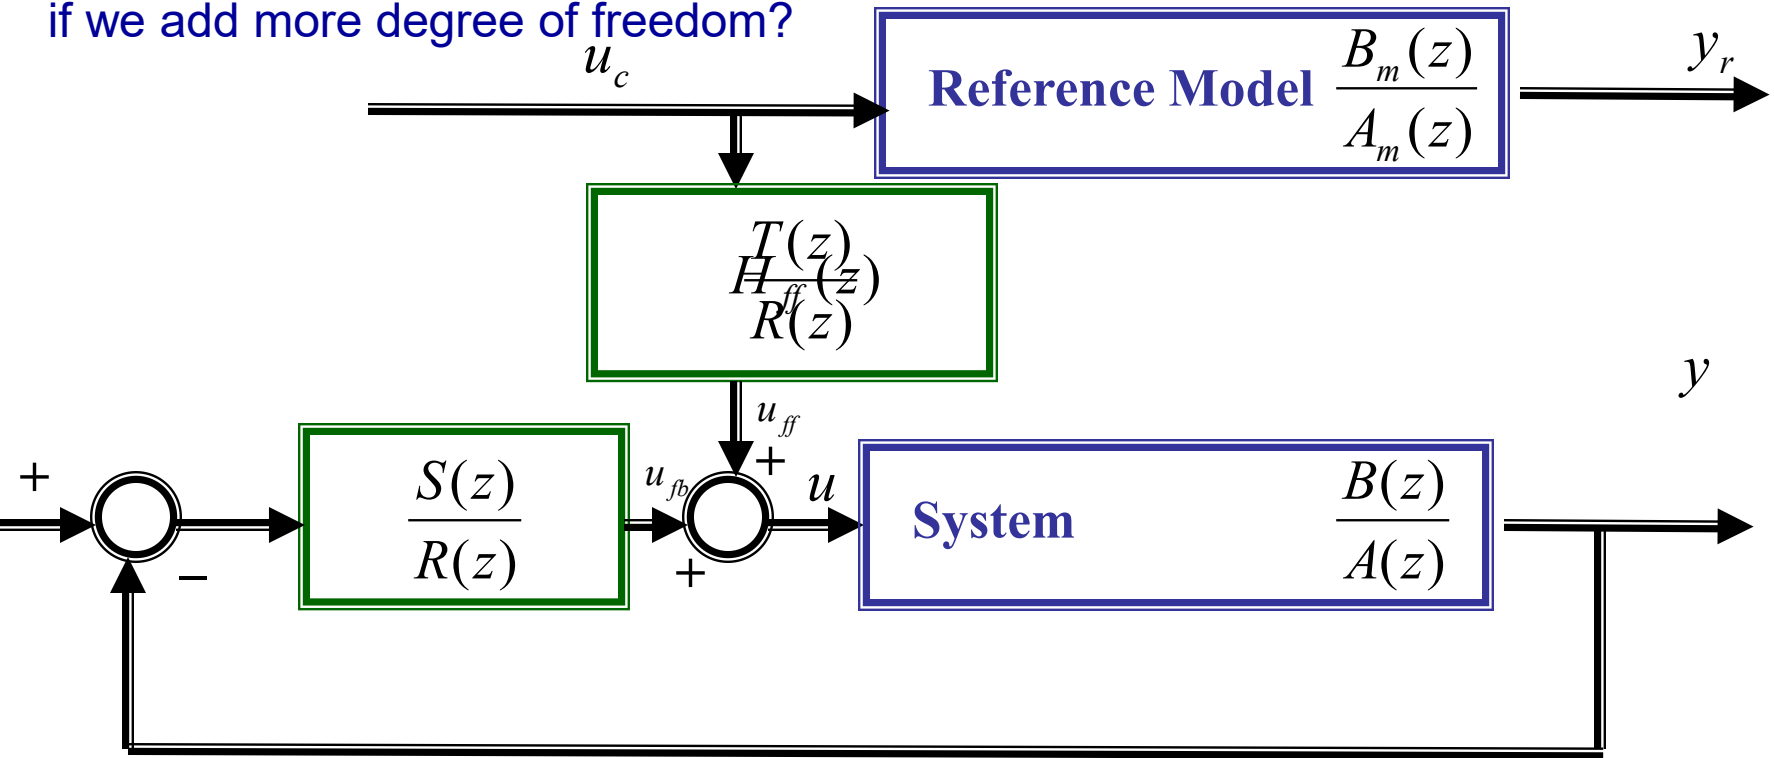 if we add more degree of freedom?
u_c
Reference Model B_m(z) / A_m(z)
y_r
T(z) / R(z)
H_ff(z)
y
u_ff
+
+
S(z) / R(z)
u_fb
u
System B(z) / A(z)
−
+